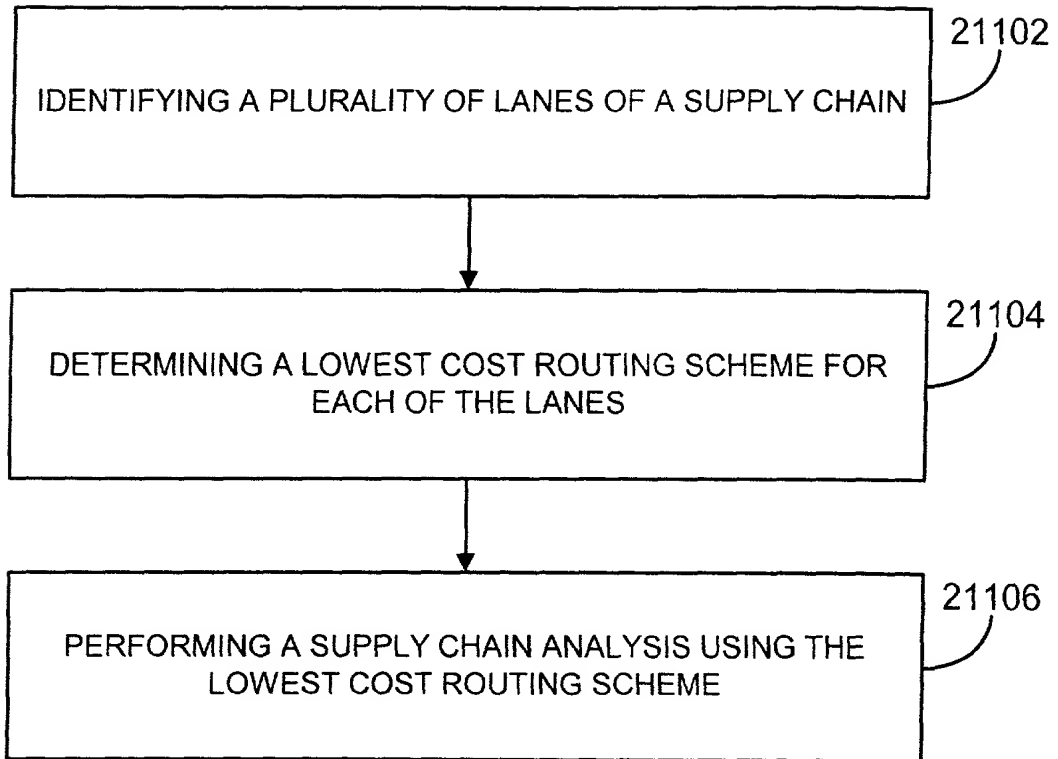 21102
IDENTIFYING A PLURALITY OF LANES OF A SUPPLY CHAIN
21104
DETERMINING A LOWEST COST ROUTING SCHEME FOR
EACH OF THE LANES
21106
PERFORMING A SUPPLY CHAIN ANALYSIS USING THE
LOWEST COST ROUTING SCHEME